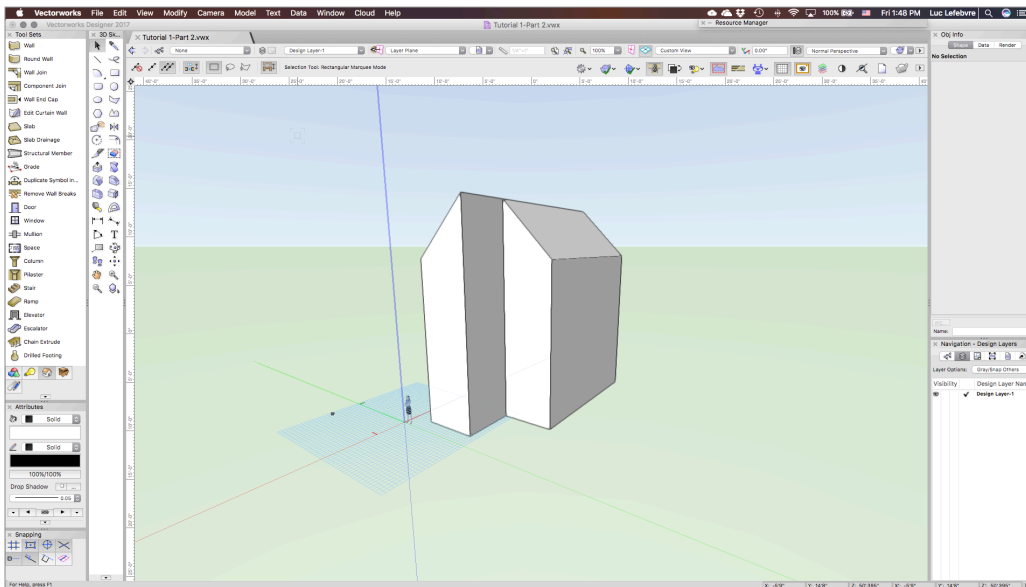 Vectorworks File Edit View Modify Camera Model Text Data Window Cloud Help
100%
Fri 1:48 PM Luc Lefebvre
Vectorworks Designer 2017
Tutorial 1-Part 2.vwx
Resource Manager
Tool Sets
3D Sk...
Tutorial 1-Part 2.vwx
Obj Info
Shape Data Render
No Selection
None
Design Layer-1
Layer Plane
100%
Custom View
0.00°
Normal Perspective
Selection Tool: Rectangular Marquee Mode
Wall
Round Wall
Wall Join
Component Join
Wall End Cap
Edit Curtain Wall
Slab
Slab Drainage
Structural Member
Grade
Duplicate Symbol in...
Remove Wall Breaks
Door
Window
Mullion
Space
Column
Pilaster
Stair
Ramp
Elevator
Escalator
Chain Extrude
Drilled Footing
Attributes
Solid
Solid
100%/100%
Drop Shadow
0.05
Snapping
For Help, press F1
Name:
Navigation - Design Layers
Layer Options: Gray/Snap Others
Visibility Design Layer Nam
Design Layer-1